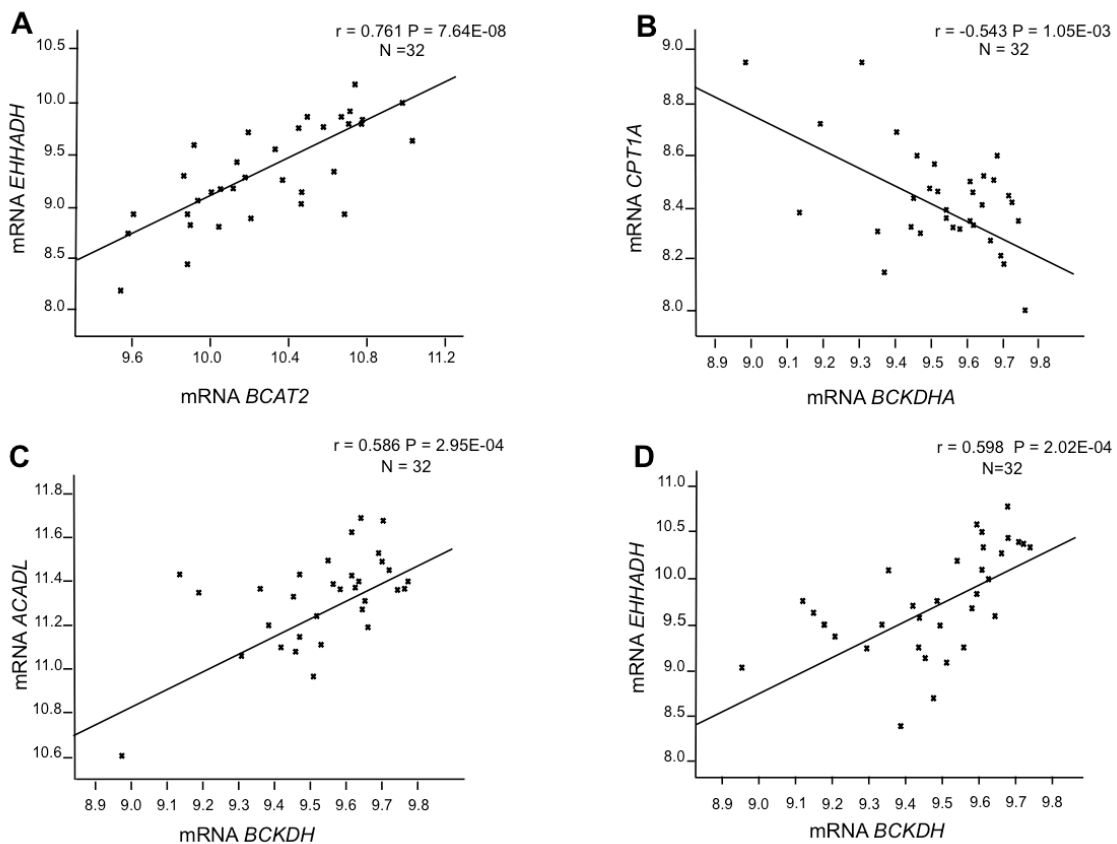 A
r = 0.761 P = 7.64E-08
N =32
mRNA EHHADH
10.5
10.0
9.5
9.0
8.5
8.0
9.6 10.0 10.4 10.8 11.2
mRNA BCAT2
B
r = -0.543 P = 1.05E-03
N = 32
mRNA CPT1A
9.0
8.8
8.6
8.4
8.2
8.0
8.9 9.0 9.1 9.2 9.3 9.4 9.5 9.6 9.7 9.8
mRNA BCKDHA
C
r = 0.586 P = 2.95E-04
N = 32
mRNA ACADL
11.8
11.6
11.4
11.2
11.0
10.8
10.6
8.9 9.0 9.1 9.2 9.3 9.4 9.5 9.6 9.7 9.8
mRNA BCKDH
D
r = 0.598 P = 2.02E-04
N=32
mRNA EHHADH
11.0
10.5
10.0
9.5
9.0
8.5
8.0
8.9 9.0 9.1 9.2 9.3 9.4 9.5 9.6 9.7 9.8
mRNA BCKDH